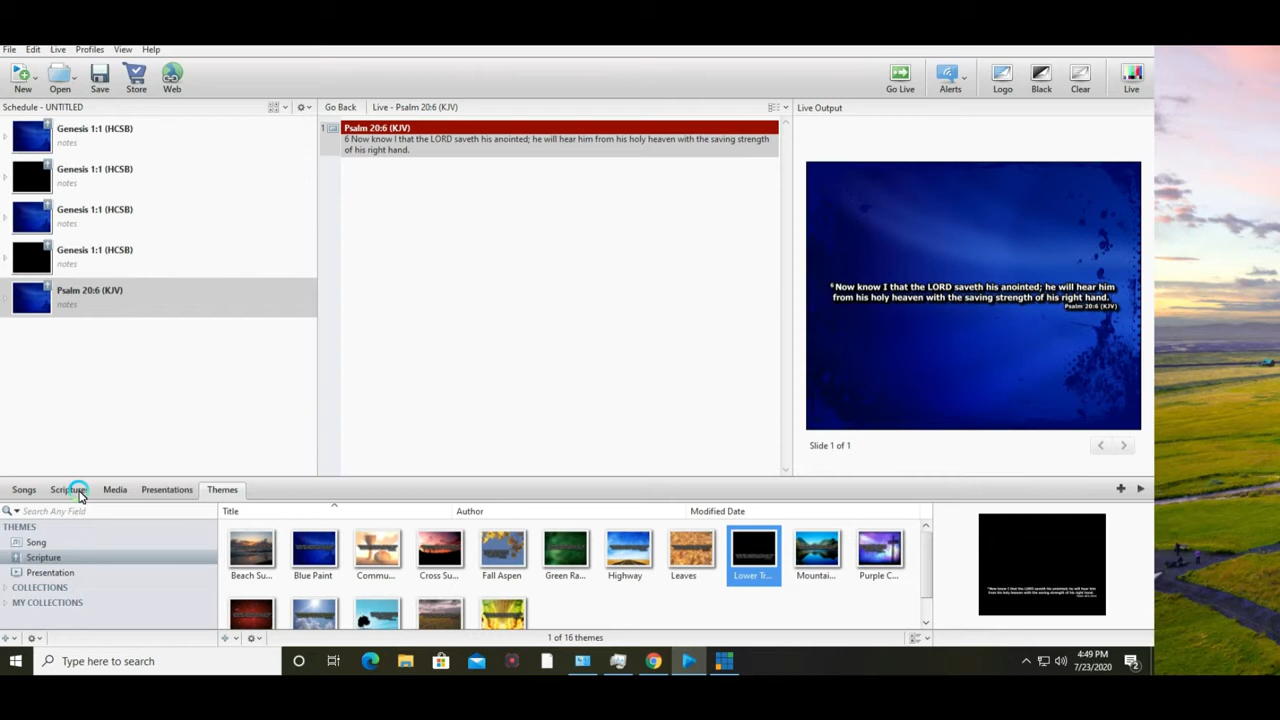 File Edit Live Profiles View Help
New Open Save Store Web Go Live Alerts Logo Black Clear Live
Schedule - UNTITLED
Go Back Live - Psalm 20:6 (KJV)
Live Output
Genesis 1:1 (HCSB)
notes
Genesis 1:1 (HCSB)
notes
Genesis 1:1 (HCSB)
notes
Genesis 1:1 (HCSB)
notes
Psalm 20:6 (KJV)
notes
1 Psalm 20:6 (KJV)
6 Now know I that the LORD saveth his anointed; he will hear him from his holy heaven with the saving strength
of his right hand.
6 Now know I that the LORD saveth his anointed; he will hear him
from his holy heaven with the saving strength of his right hand.
Psalm 20:6 (KJV)
Slide 1 of 1
Songs Scriptures Media Presentations Themes
Search Any Field
Title Author Modified Date
THEMES
Song
Scripture
Presentation
COLLECTIONS
MY COLLECTIONS
Beach Su... Blue Paint Commu... Cross Su... Fall Aspen Green Ra... Highway Leaves Lower Tr... Mountai... Purple C...
1 of 16 themes
Type here to search
4:49 PM
7/23/2020
2